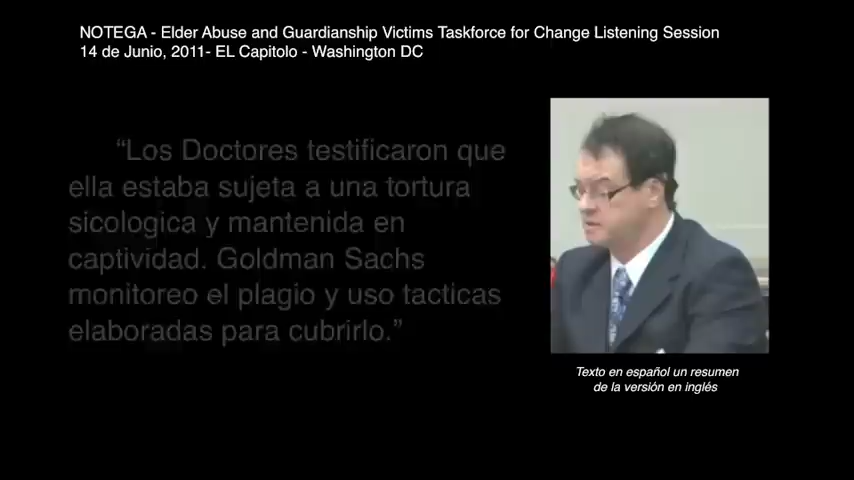 NOTEGA - Elder Abuse and Guardianship Victims Taskforce for Change Listening Session
14 de Junio, 2011- EL Capitolo - Washington DC
“Los Doctores testificaron que
ella estaba sujeta a una tortura
sicologica y mantenida en
captividad. Goldman Sachs
monitoreo el plagio y uso tacticas
elaboradas para cubrirlo.”
Texto en español un resumen
de la versión en inglés